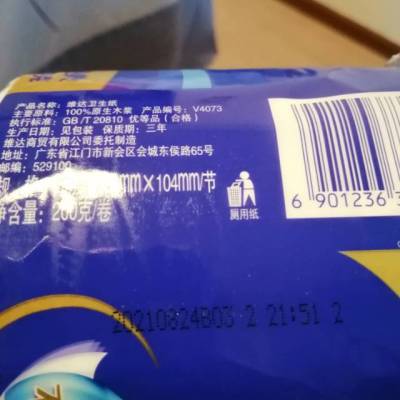 产品名称：维达卫生纸
主要原料：100%原生木浆 产品编号：V4073
执行标准：GB/T 20810 优等品（合格）
生产日期：见包装 保质期：三年
维达商贸有限公司委托制造
地址：广东省江门市新会区会城东侯路65号
邮编：529100
mm×104mm/节
净含量：200克/卷
厕用纸
6 901236 3
20210824B03 2 21:51 2